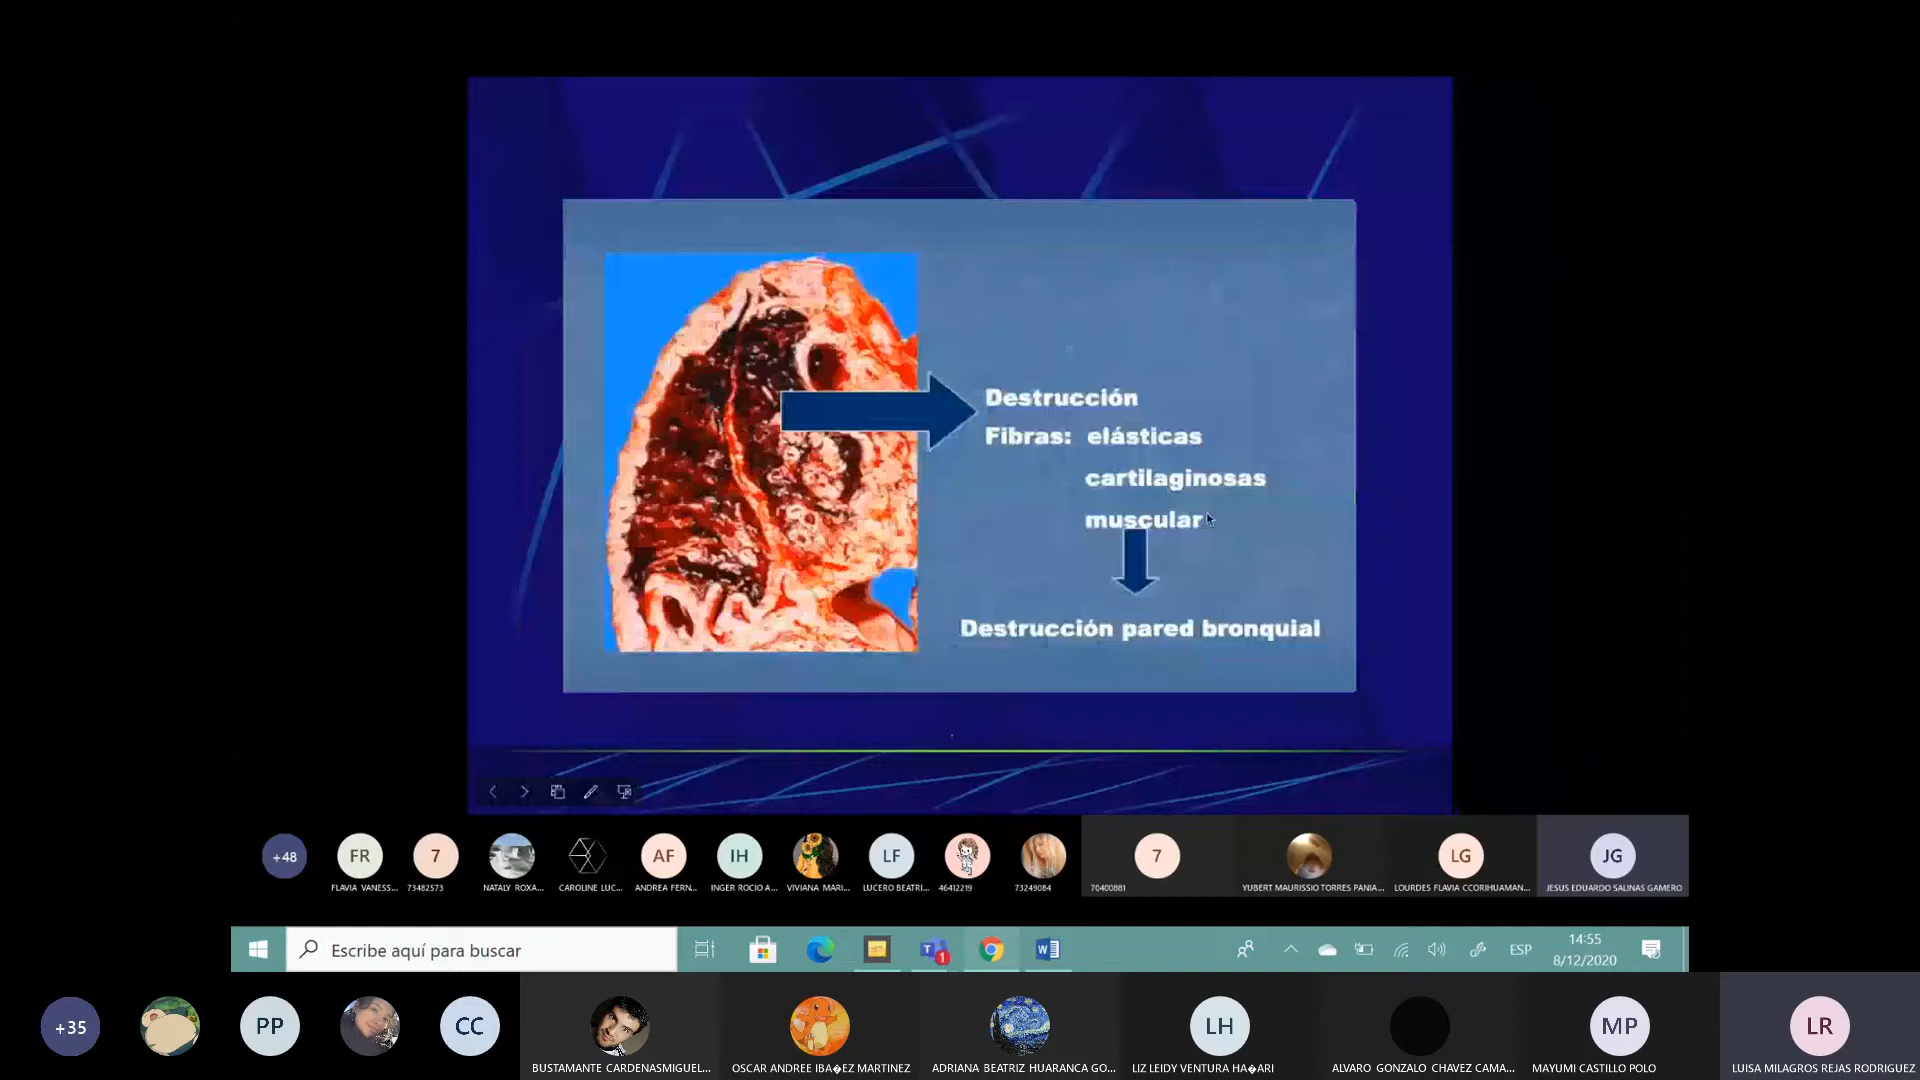 Destrucción
Fibras: elásticas
cartilaginosas
muscular
Destrucción pared bronquial
+48
FR
7
AF
IH
LF
7
LG
JG
FLAVIA VANESS...
73482573
NATALY ROXA...
CAROLINE LUC...
ANDREA FERN...
INGER ROCIO A...
VIVIANA MARI...
LUCERO BEATRI...
46412219
73249084
70400881
YUBERT MAURISSIO TORRES PANIA...
LOURDES FLAVIA CCORIHUAMAN...
JESUS EDUARDO SALINAS GAMERO
Escribe aquí para buscar
1
ESP
14:55
8/12/2020
+35
PP
CC
LH
MP
LR
BUSTAMANTE CARDENASMIGUEL...
OSCAR ANDREE IBA�EZ MARTINEZ
ADRIANA BEATRIZ HUARANCA GO...
LIZ LEIDY VENTURA HA�ARI
ALVARO GONZALO CHAVEZ CAMA...
MAYUMI CASTILLO POLO
LUISA MILAGROS REJAS RODRIGUEZ